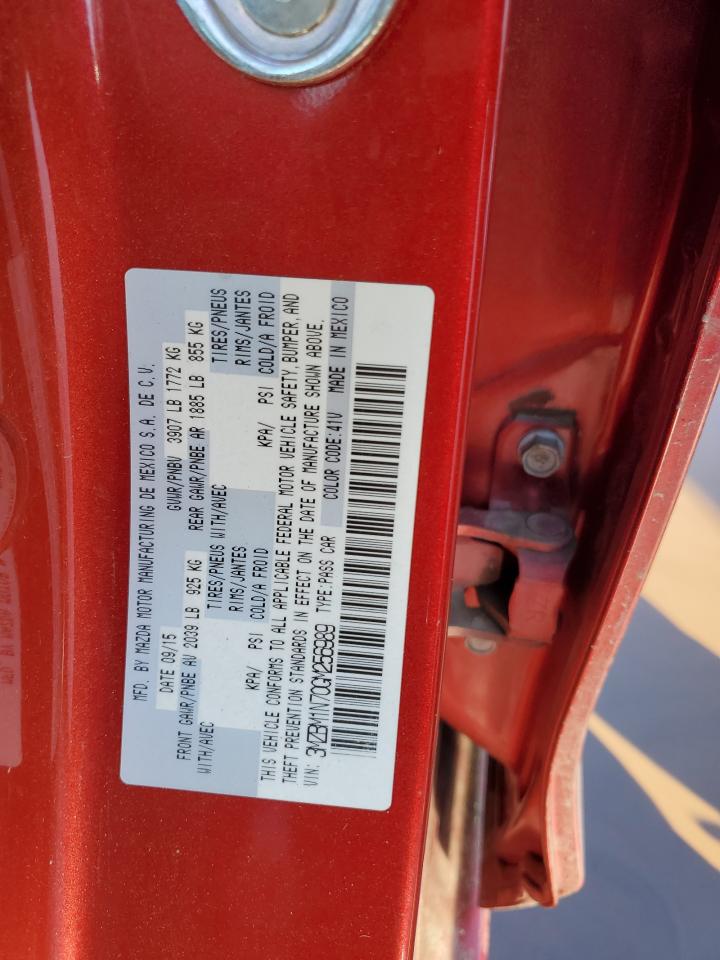 MFD. BY MAZDA MOTOR MANUFACTURING DE MEXICO S.A. DE C.V.
DATE 09/15 GVWR/PNBV 3907 LB 1772 KG
FRONT GAWR/PNBE AV 2039 LB 925 KG REAR GAWR/PNBE AR 1885 LB 855 KG
WITH/AVEC TIRES/PNEUS WITH/AVEC TIRES/PNEUS
RIMS/JANTES RIMS/JANTES
KPA/ PSI COLD/A FROID KPA/ PSI COLD/A FROID
THIS VEHICLE CONFORMS TO ALL APPLICABLE FEDERAL MOTOR VEHICLE SAFETY, BUMPER, AND
THEFT PREVENTION STANDARDS IN EFFECT ON THE DATE OF MANUFACTURE SHOWN ABOVE.
VIN: 3MZBM1N70GM256989 TYPE:PASS CAR COLOR CODE:41V MADE IN MEXICO